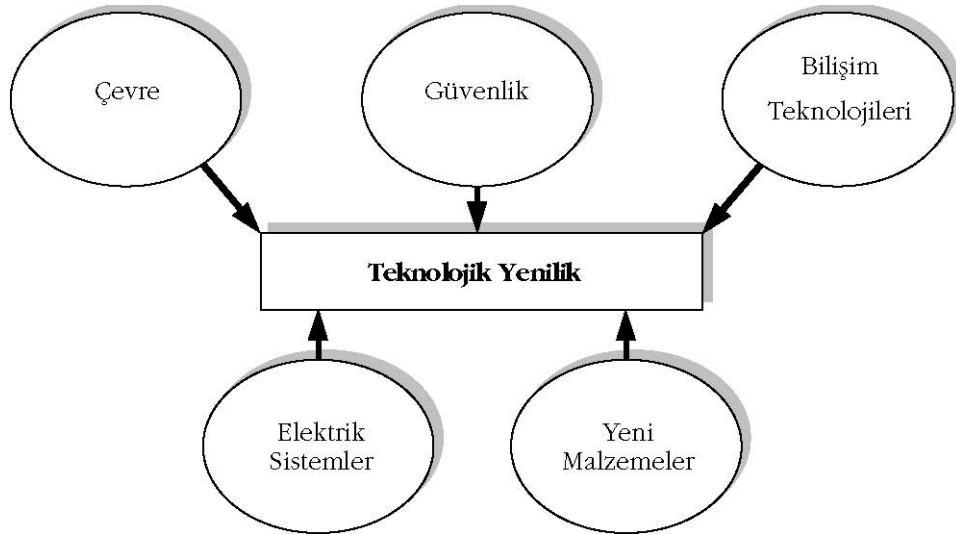 Çevre
Güvenlik
Bilişim
Teknolojileri
Teknolojik Yenilik
Elektrik
Sistemler
Yeni
Malzemeler